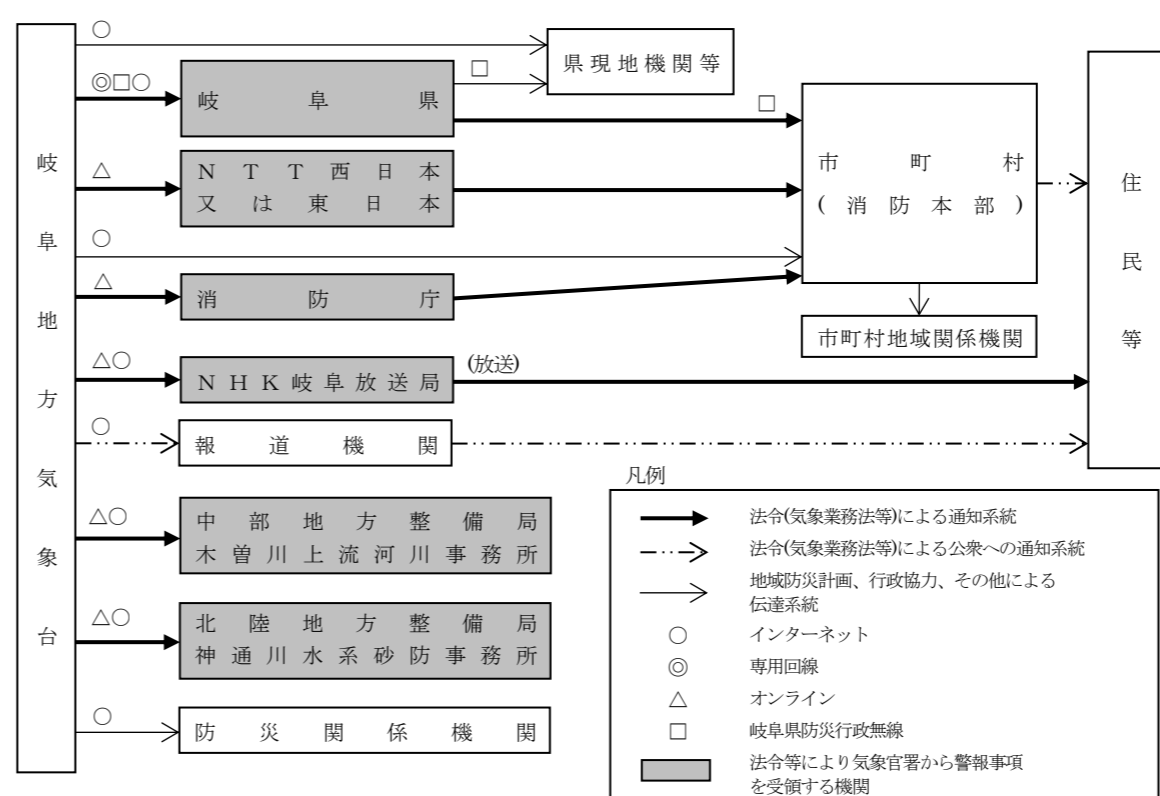 岐阜地方気象台
○
県現地機関等
◎□○
岐阜県
□
□
△
NTT西日本
又は東日本
市町村
(消防本部)
住民等
○
△
消防庁
市町村地域関係機関
△○
NHK岐阜放送局
(放送)
○
報道機関
△○
中部地方整備局
木曽川上流河川事務所
△○
北陸地方整備局
神通川水系砂防事務所
○
防災関係機関
凡例
法令(気象業務法等)による通知系統
法令(気象業務法等)による公衆への通知系統
地域防災計画、行政協力、その他による
伝達系統
○ インターネット
◎ 専用回線
△ オンライン
□ 岐阜県防災行政無線
法令等により気象官署から警報事項
を受領する機関